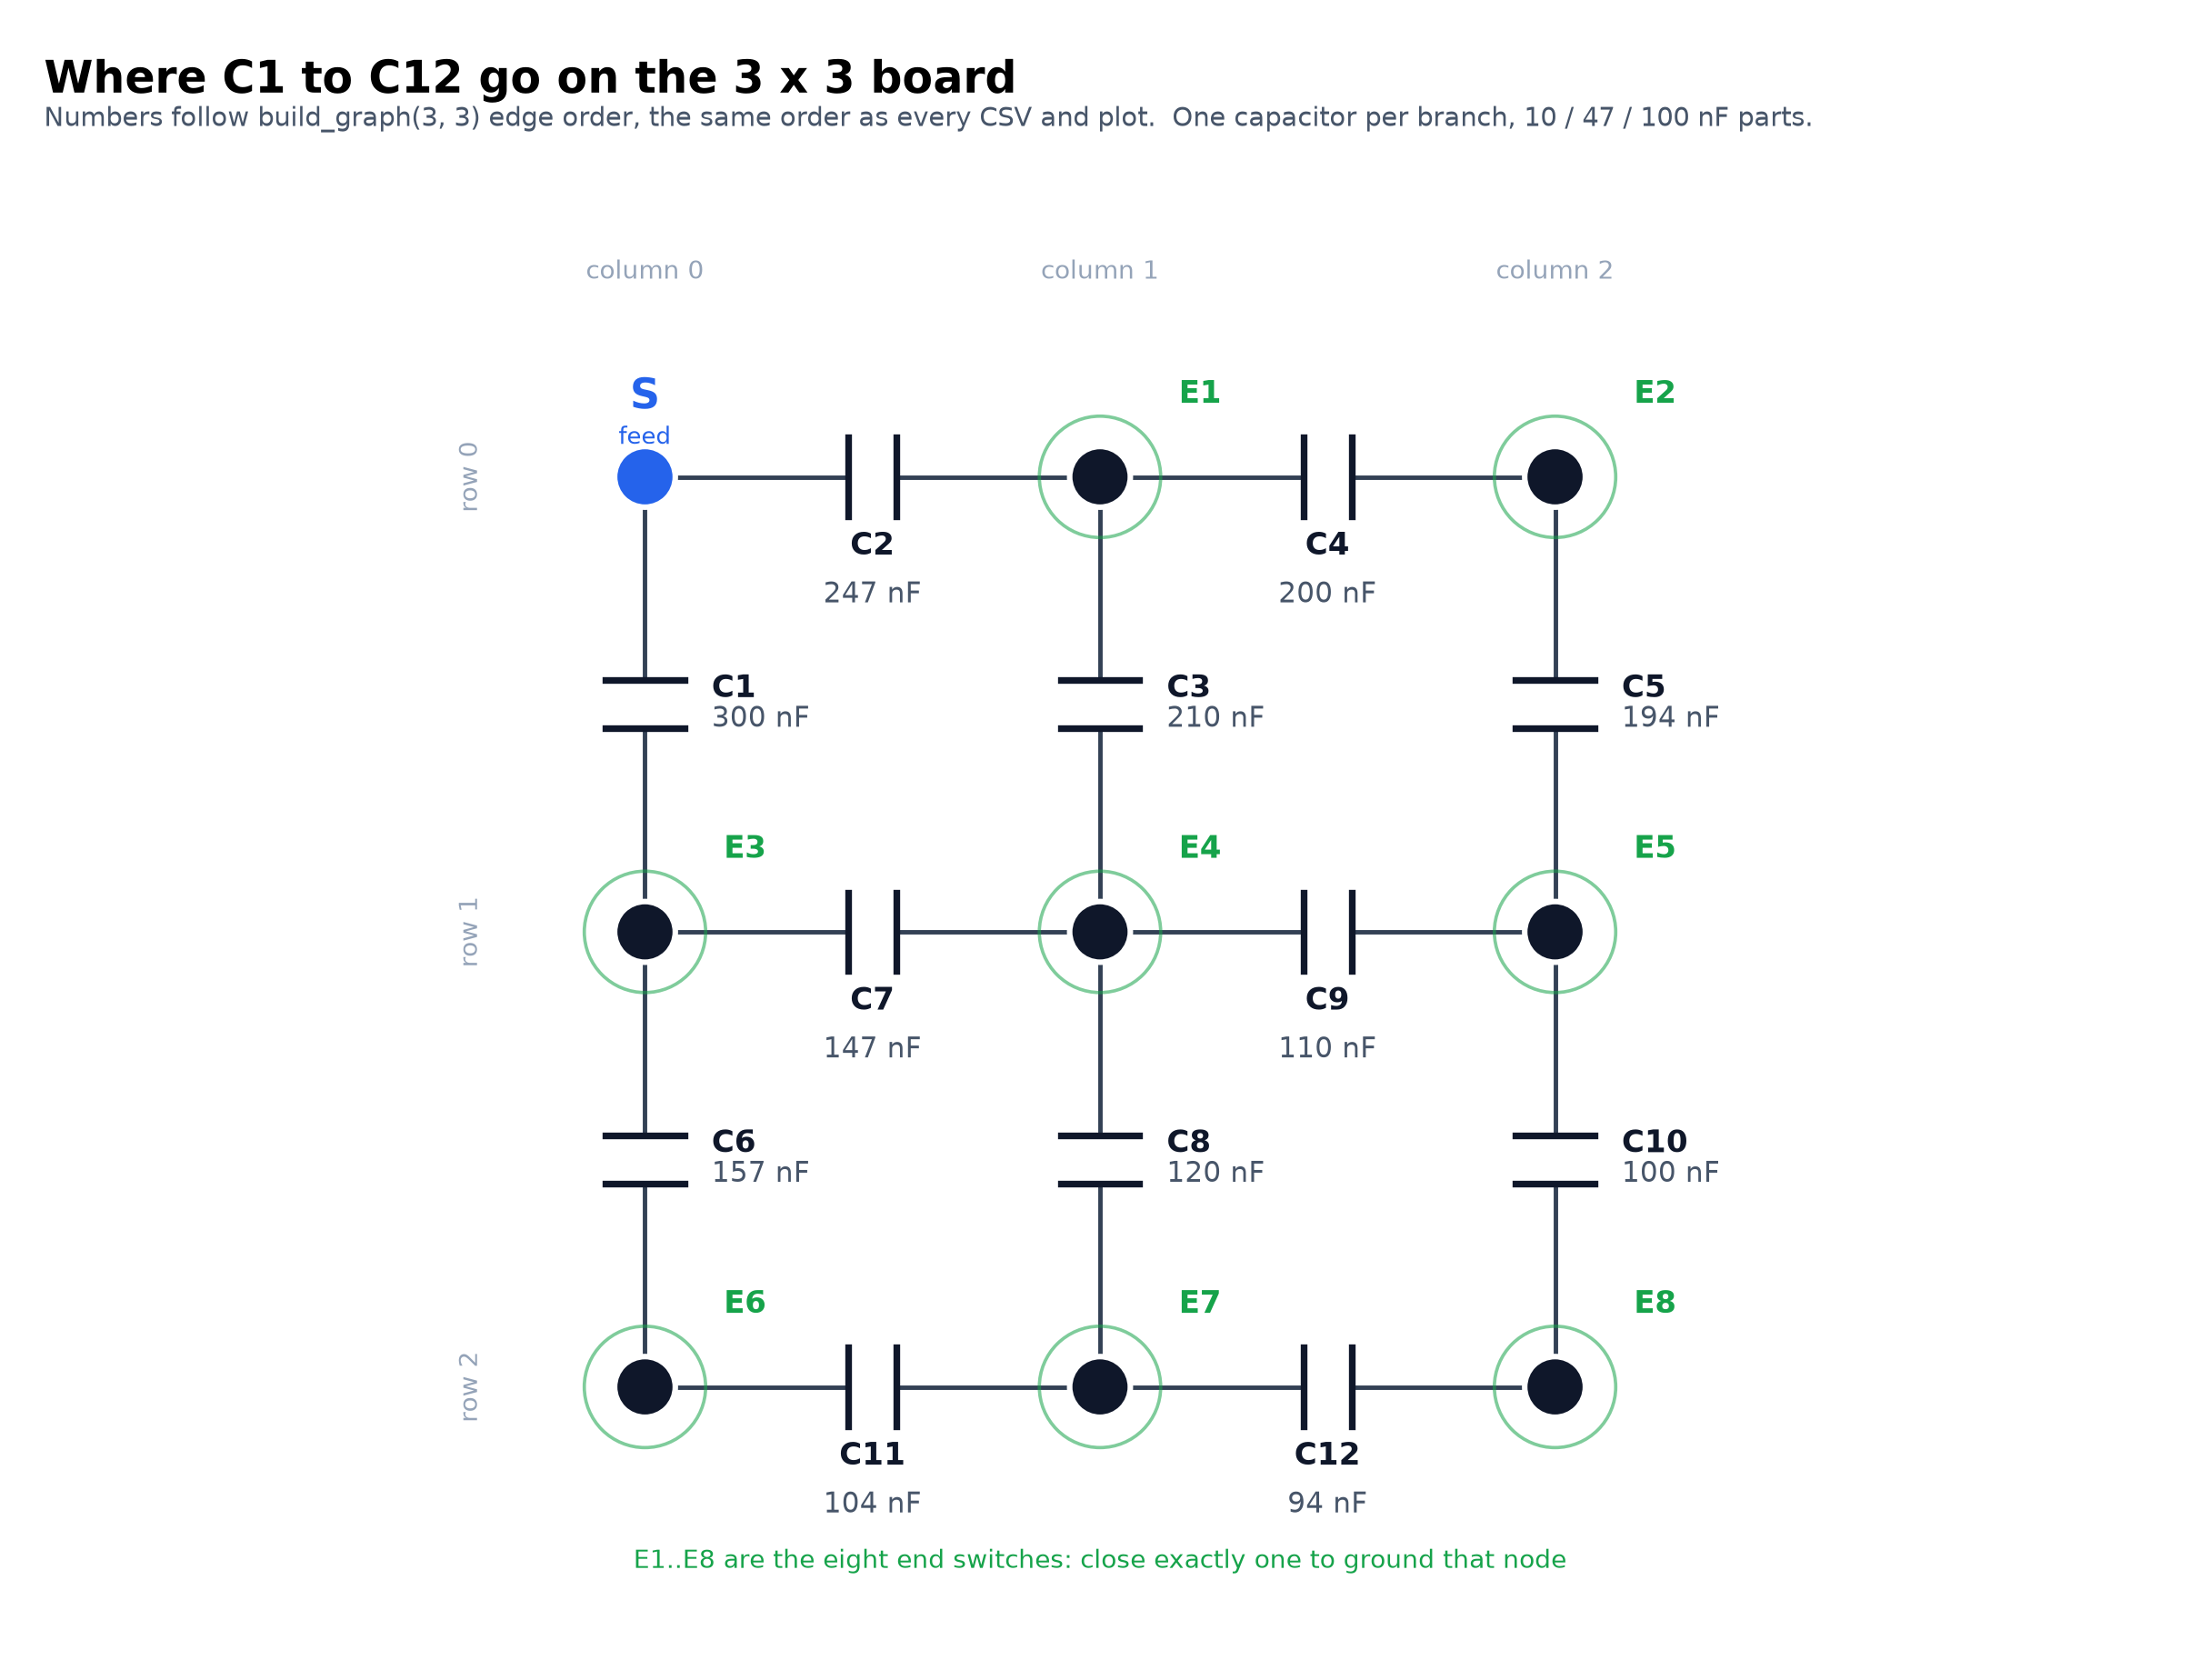 Where C1 to C12 go on the 3 x 3 board
Numbers follow build_graph(3, 3) edge order, the same order as every CSV and plot.  One capacitor per branch, 10 / 47 / 100 nF parts.
column 0 column 1 column 2
S E1 E2
feed
row 0
C2 C4
247 nF 200 nF
C1 C3 C5
300 nF 210 nF 194 nF
E3 E4 E5
row 1
C7 C9
147 nF 110 nF
C6 C8 C10
157 nF 120 nF 100 nF
E6 E7 E8
row 2
C11 C12
104 nF 94 nF
E1..E8 are the eight end switches: close exactly one to ground that node